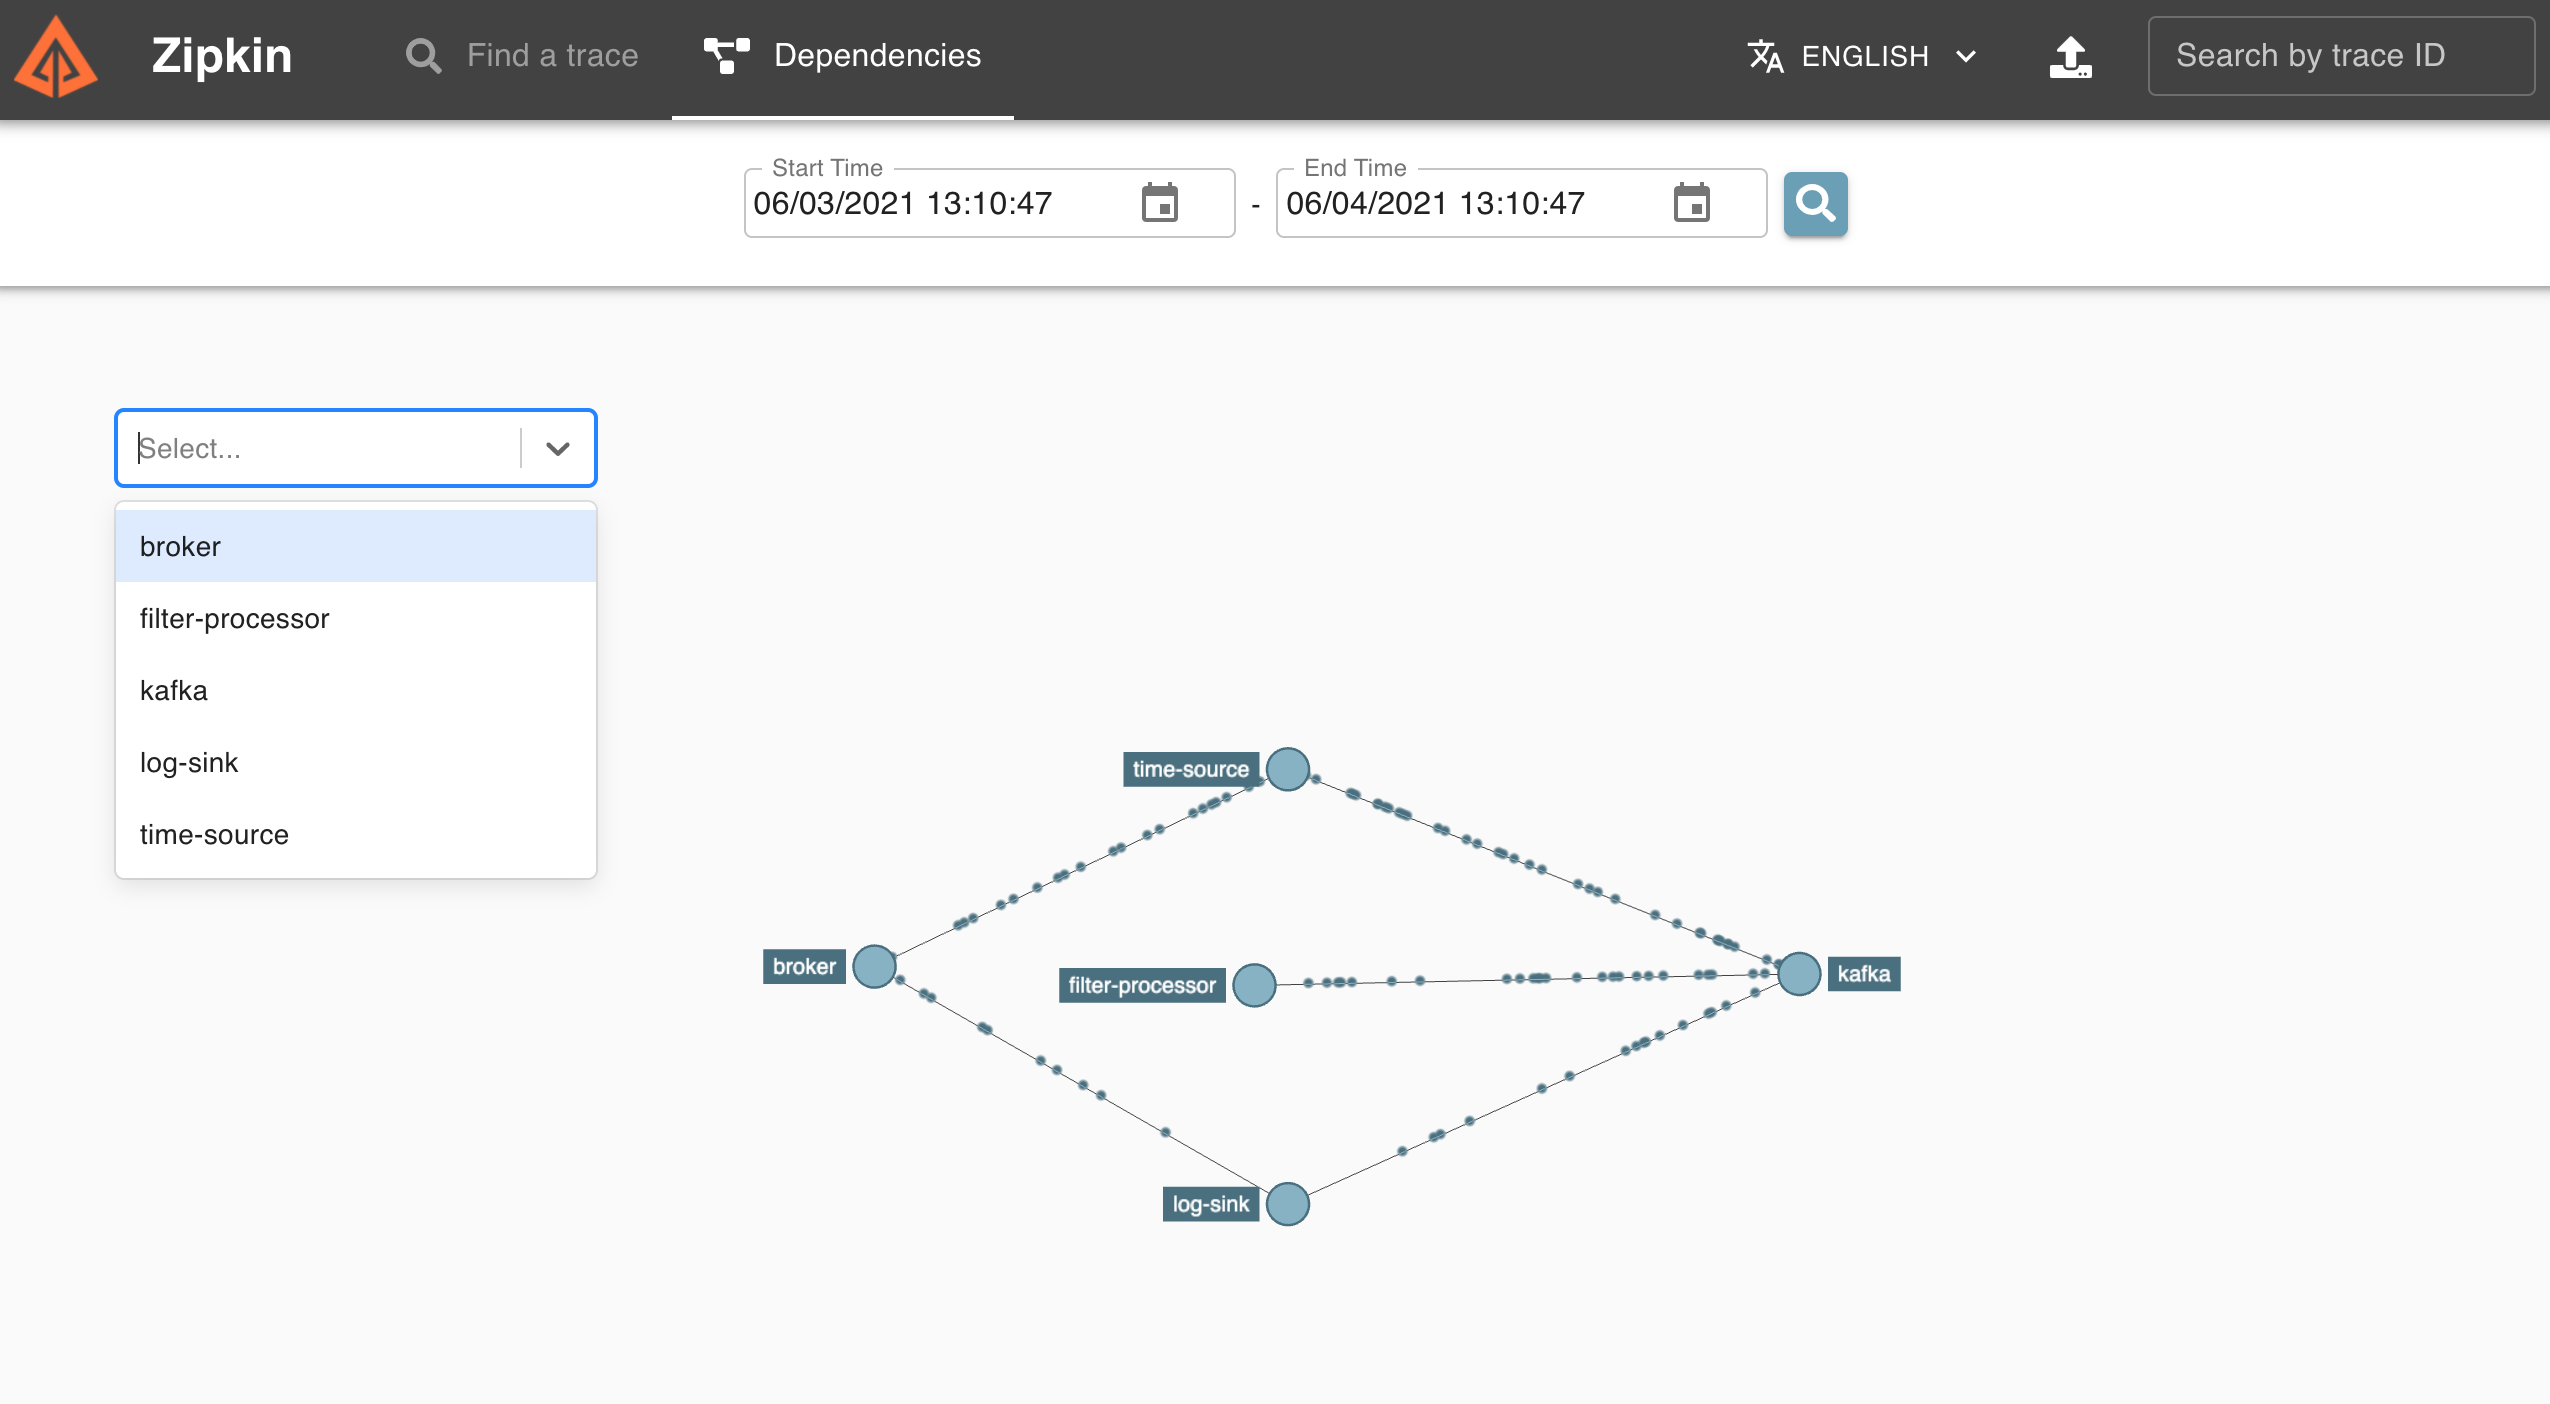 Zipkin
Find a trace
Dependencies
ENGLISH
Search by trace ID
Start Time
06/03/2021 13:10:47
-
End Time
06/04/2021 13:10:47
Select...
broker
filter-processor
kafka
log-sink
time-source
time-source
broker
filter-processor
kafka
log-sink